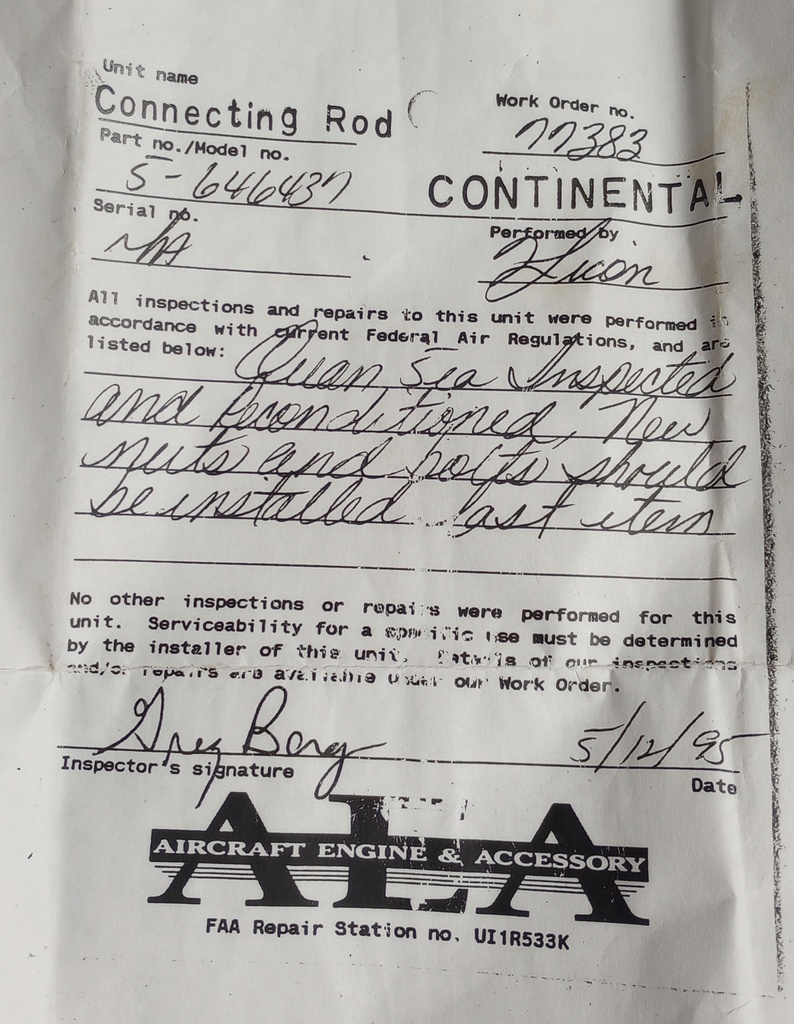 Unit name
Connecting Rod
Work Order no.
77383
Part no./Model no.
5-646437
CONTINENTAL
Serial no.
N/A
Performed by
All inspections and repairs to this unit were performed in
accordance with current Federal Air Regulations, and are
listed below: Quan Six Inspected
and Reconditioned, New
nuts and bolts should
be installed last item
No other inspections or repairs were performed for this
unit. Serviceability for a specific use must be determined
by the installer of this unit. Details of our inspections
and/or repairs are available under our Work Order.
Greg Berg
5/12/95
Inspector's signature
Date
AEA
AIRCRAFT ENGINE & ACCESSORY
FAA Repair Station no. UI1R533K